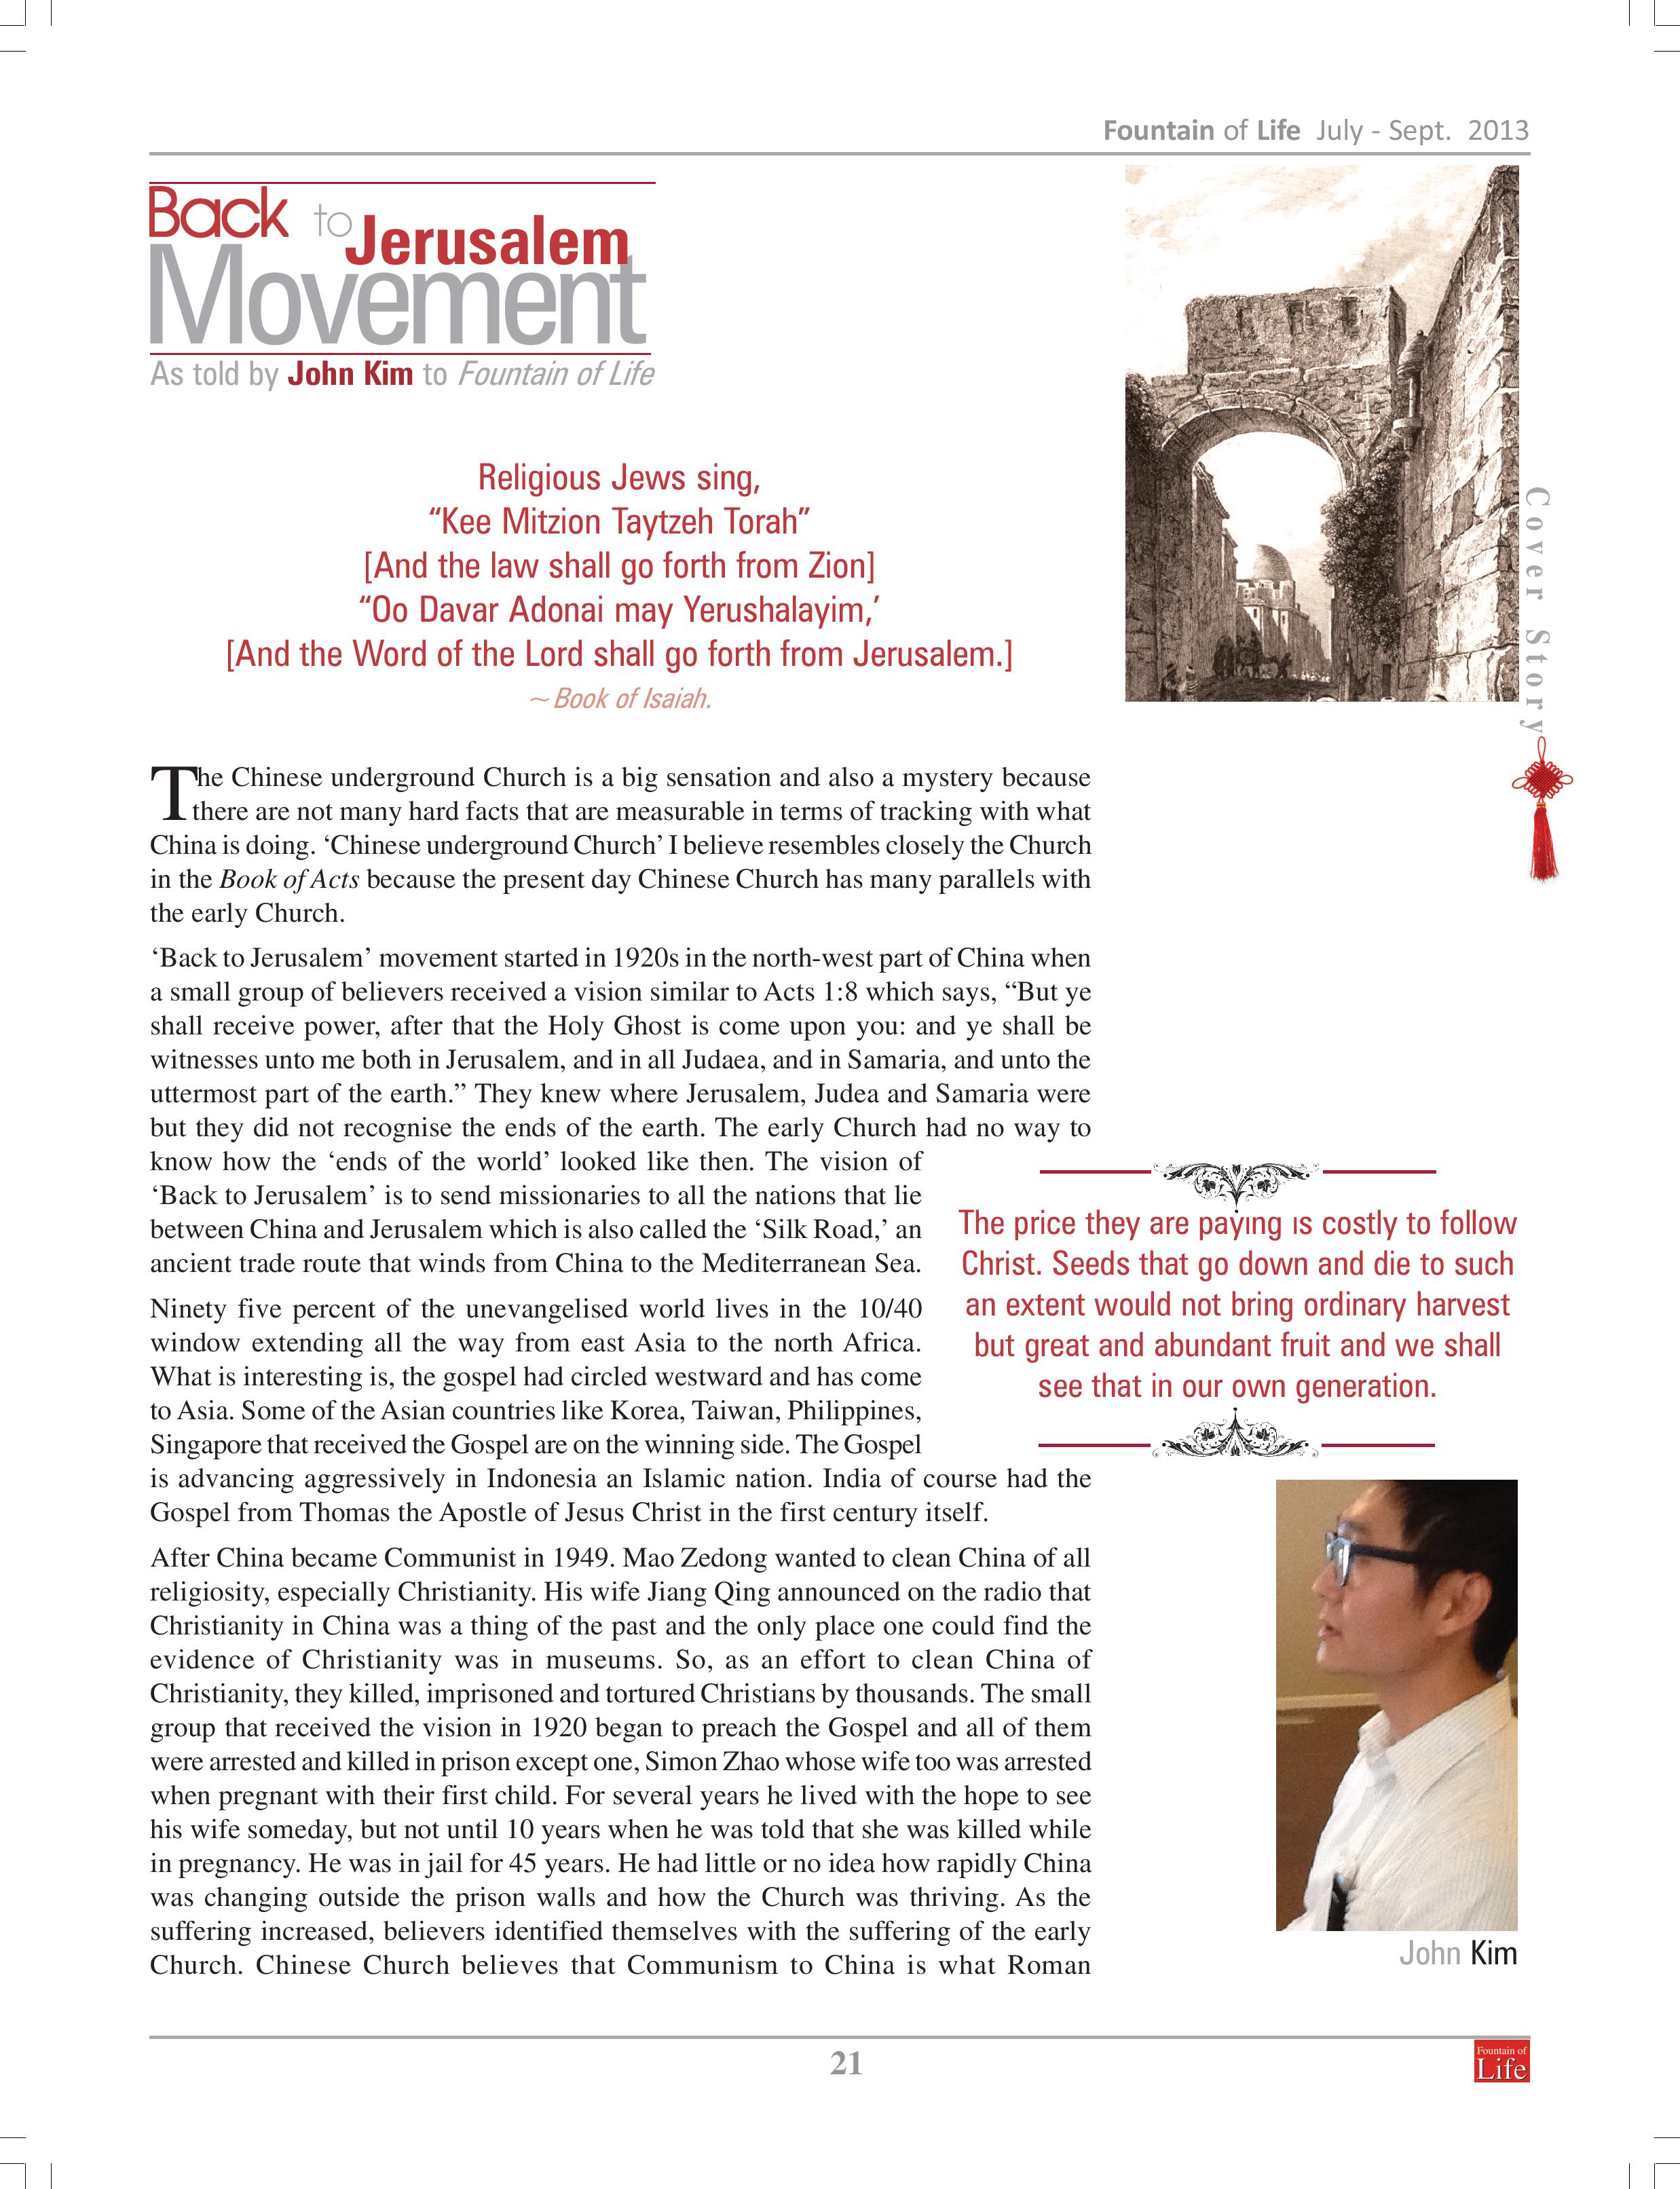 Fountain of Life July - Sept. 2013
Back to Jerusalem
Movement
As told by John Kim to Fountain of Life
Religious Jews sing,
“Kee Mitzion Taytzeh Torah”
[And the law shall go forth from Zion]
“Oo Davar Adonai may Yerushalayim,’
[And the Word of the Lord shall go forth from Jerusalem.]
~ Book of Isaiah.
Cover Story
The Chinese underground Church is a big sensation and also a mystery because
there are not many hard facts that are measurable in terms of tracking with what
China is doing. ‘Chinese underground Church’ I believe resembles closely the Church
in the Book of Acts because the present day Chinese Church has many parallels with
the early Church.
‘Back to Jerusalem’ movement started in 1920s in the north-west part of China when
a small group of believers received a vision similar to Acts 1:8 which says, “But ye
shall receive power, after that the Holy Ghost is come upon you: and ye shall be
witnesses unto me both in Jerusalem, and in all Judaea, and in Samaria, and unto the
uttermost part of the earth.” They knew where Jerusalem, Judea and Samaria were
but they did not recognise the ends of the earth. The early Church had no way to
know how the ‘ends of the world’ looked like then. The vision of
‘Back to Jerusalem’ is to send missionaries to all the nations that lie
between China and Jerusalem which is also called the ‘Silk Road,’ an
ancient trade route that winds from China to the Mediterranean Sea.
Ninety five percent of the unevangelised world lives in the 10/40
window extending all the way from east Asia to the north Africa.
What is interesting is, the gospel had circled westward and has come
to Asia. Some of the Asian countries like Korea, Taiwan, Philippines,
Singapore that received the Gospel are on the winning side. The Gospel
is advancing aggressively in Indonesia an Islamic nation. India of course had the
Gospel from Thomas the Apostle of Jesus Christ in the first century itself.
After China became Communist in 1949. Mao Zedong wanted to clean China of all
religiosity, especially Christianity. His wife Jiang Qing announced on the radio that
Christianity in China was a thing of the past and the only place one could find the
evidence of Christianity was in museums. So, as an effort to clean China of
Christianity, they killed, imprisoned and tortured Christians by thousands. The small
group that received the vision in 1920 began to preach the Gospel and all of them
were arrested and killed in prison except one, Simon Zhao whose wife too was arrested
when pregnant with their first child. For several years he lived with the hope to see
his wife someday, but not until 10 years when he was told that she was killed while
in pregnancy. He was in jail for 45 years. He had little or no idea how rapidly China
was changing outside the prison walls and how the Church was thriving. As the
suffering increased, believers identified themselves with the suffering of the early
Church. Chinese Church believes that Communism to China is what Roman
The price they are paying is costly to follow
Christ. Seeds that go down and die to such
an extent would not bring ordinary harvest
but great and abundant fruit and we shall
see that in our own generation.
John Kim
21
Fountain of
Life